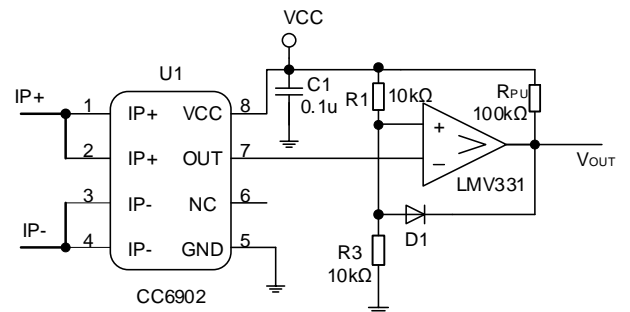 VCC
U1
IP+
1 IP+ VCC 8
C1
0.1u
R1 10kΩ
RPU
100kΩ
2 IP+ OUT 7
+
−
LMV331
VOUT
3 IP- NC 6
IP-
4 IP- GND 5
D1
R3
10kΩ
CC6902